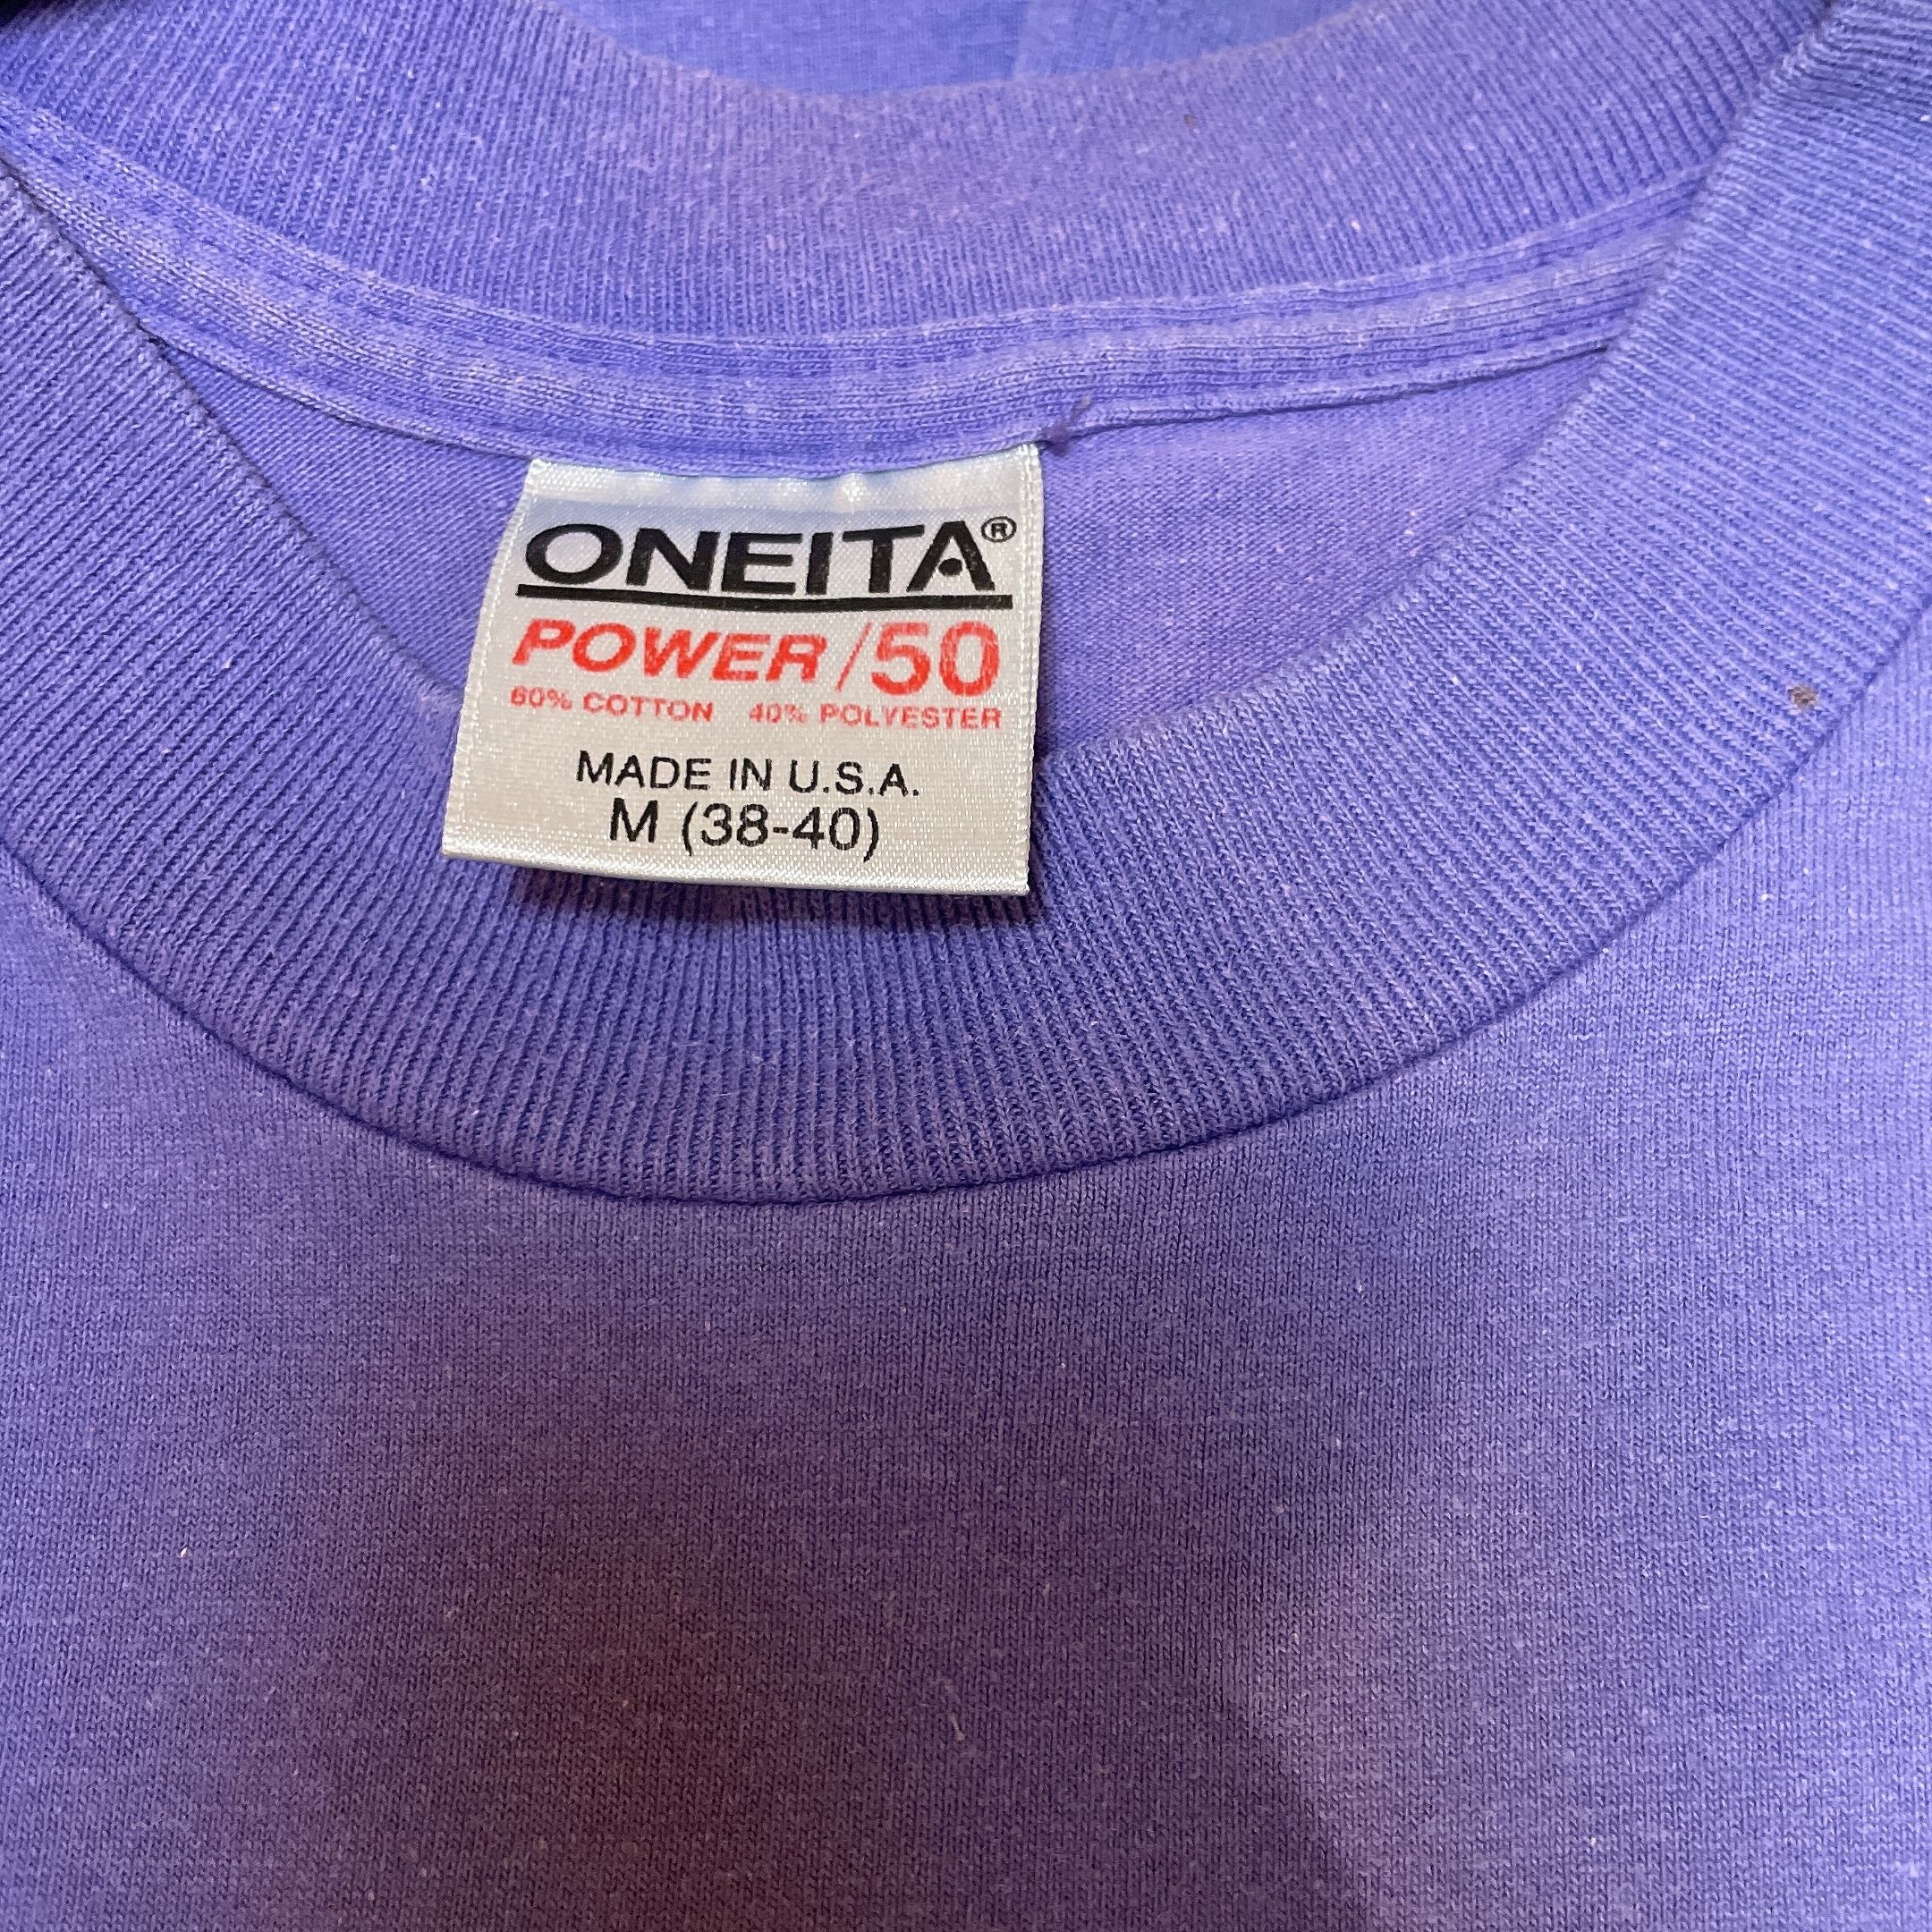 ONEITA®
POWER/50
60% COTTON 40% POLYESTER
MADE IN U.S.A.
M (38-40)